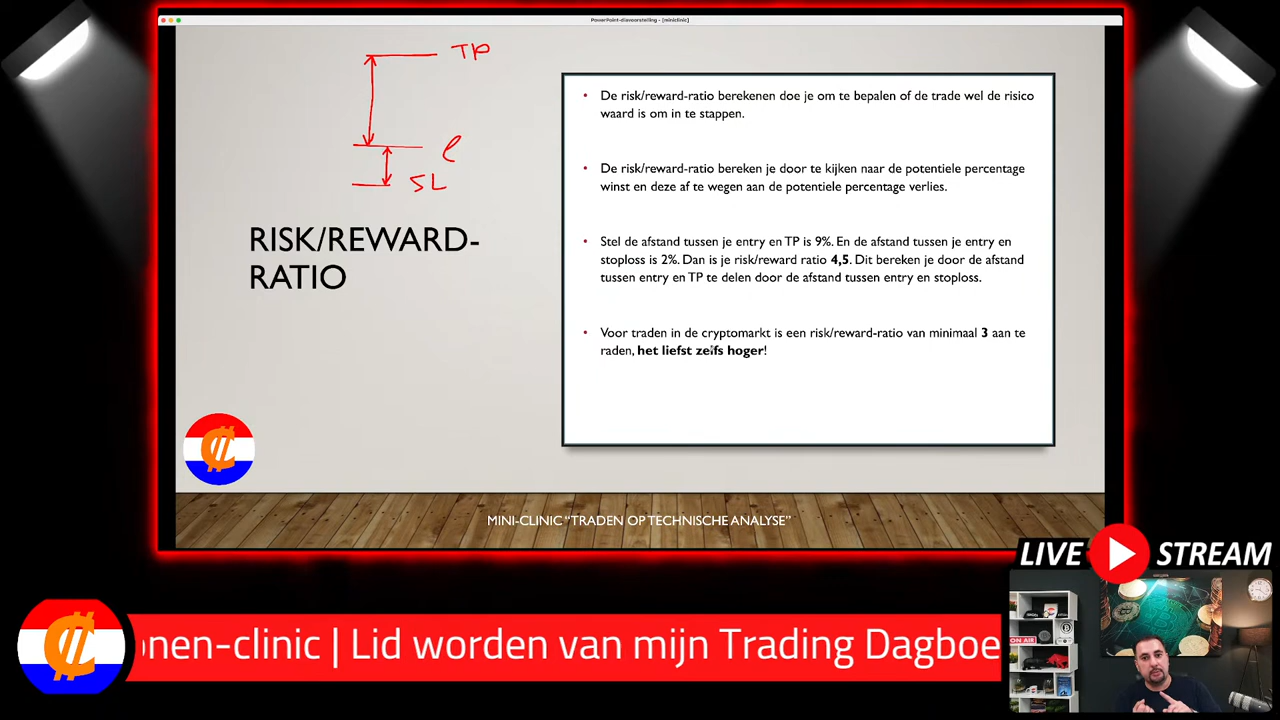 PowerPoint-diavoorstelling - [miniclinic]
TP
e
SL
RISK/REWARD-
RATIO
• De risk/reward-ratio berekenen doe je om te bepalen of de trade wel de risico
waard is om in te stappen.
• De risk/reward-ratio bereken je door te kijken naar de potentiele percentage
winst en deze af te wegen aan de potentiele percentage verlies.
• Stel de afstand tussen je entry en TP is 9%. En de afstand tussen je entry en
stoploss is 2%. Dan is je risk/reward ratio 4,5. Dit bereken je door de afstand
tussen entry en TP te delen door de afstand tussen entry en stoploss.
• Voor traden in de cryptomarkt is een risk/reward-ratio van minimaal 3 aan te
raden, het liefst zelfs hoger!
MINI-CLINIC "TRADEN OP TECHNISCHE ANALYSE"
LIVE STREAM
ON AIR
onen-clinic | Lid worden van mijn Trading Dagboe